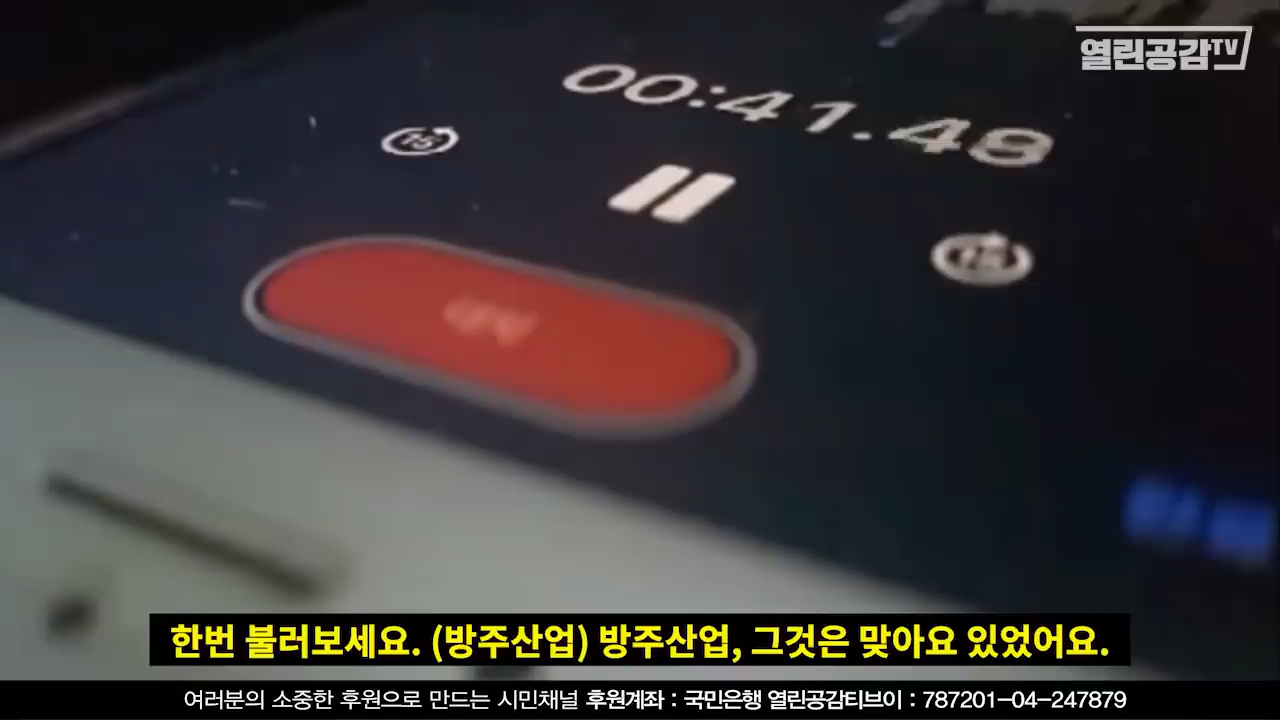 열린공감TV
00:41.48
15
한번 불러보세요. (방주산업) 방주산업, 그것은 맞아요 있었어요.
여러분의 소중한 후원으로 만드는 시민채널 후원계좌 : 국민은행 열린공감티브이 : 787201-04-247879